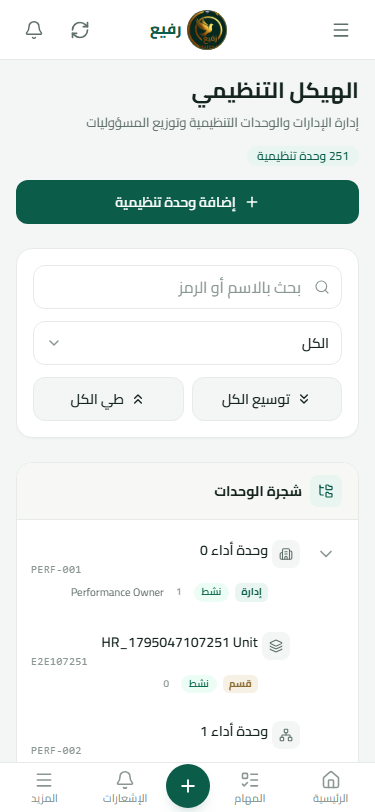 رفيع
الهيكل التنظيمي
إدارة الإدارات والوحدات التنظيمية وتوزيع المسؤوليات
251 وحدة تنظيمية
إضافة وحدة تنظيمية
بحث بالاسم أو الرمز
الكل
توسيع الكل
طي الكل
شجرة الوحدات
وحدة أداء 0
PERF-001
إدارة نشط 1 Performance Owner
HR_1795047107251 Unit
E2E107251
قسم نشط 0
وحدة أداء 1
PERF-002
الرئيسية
المهام
الإشعارات
المزيد